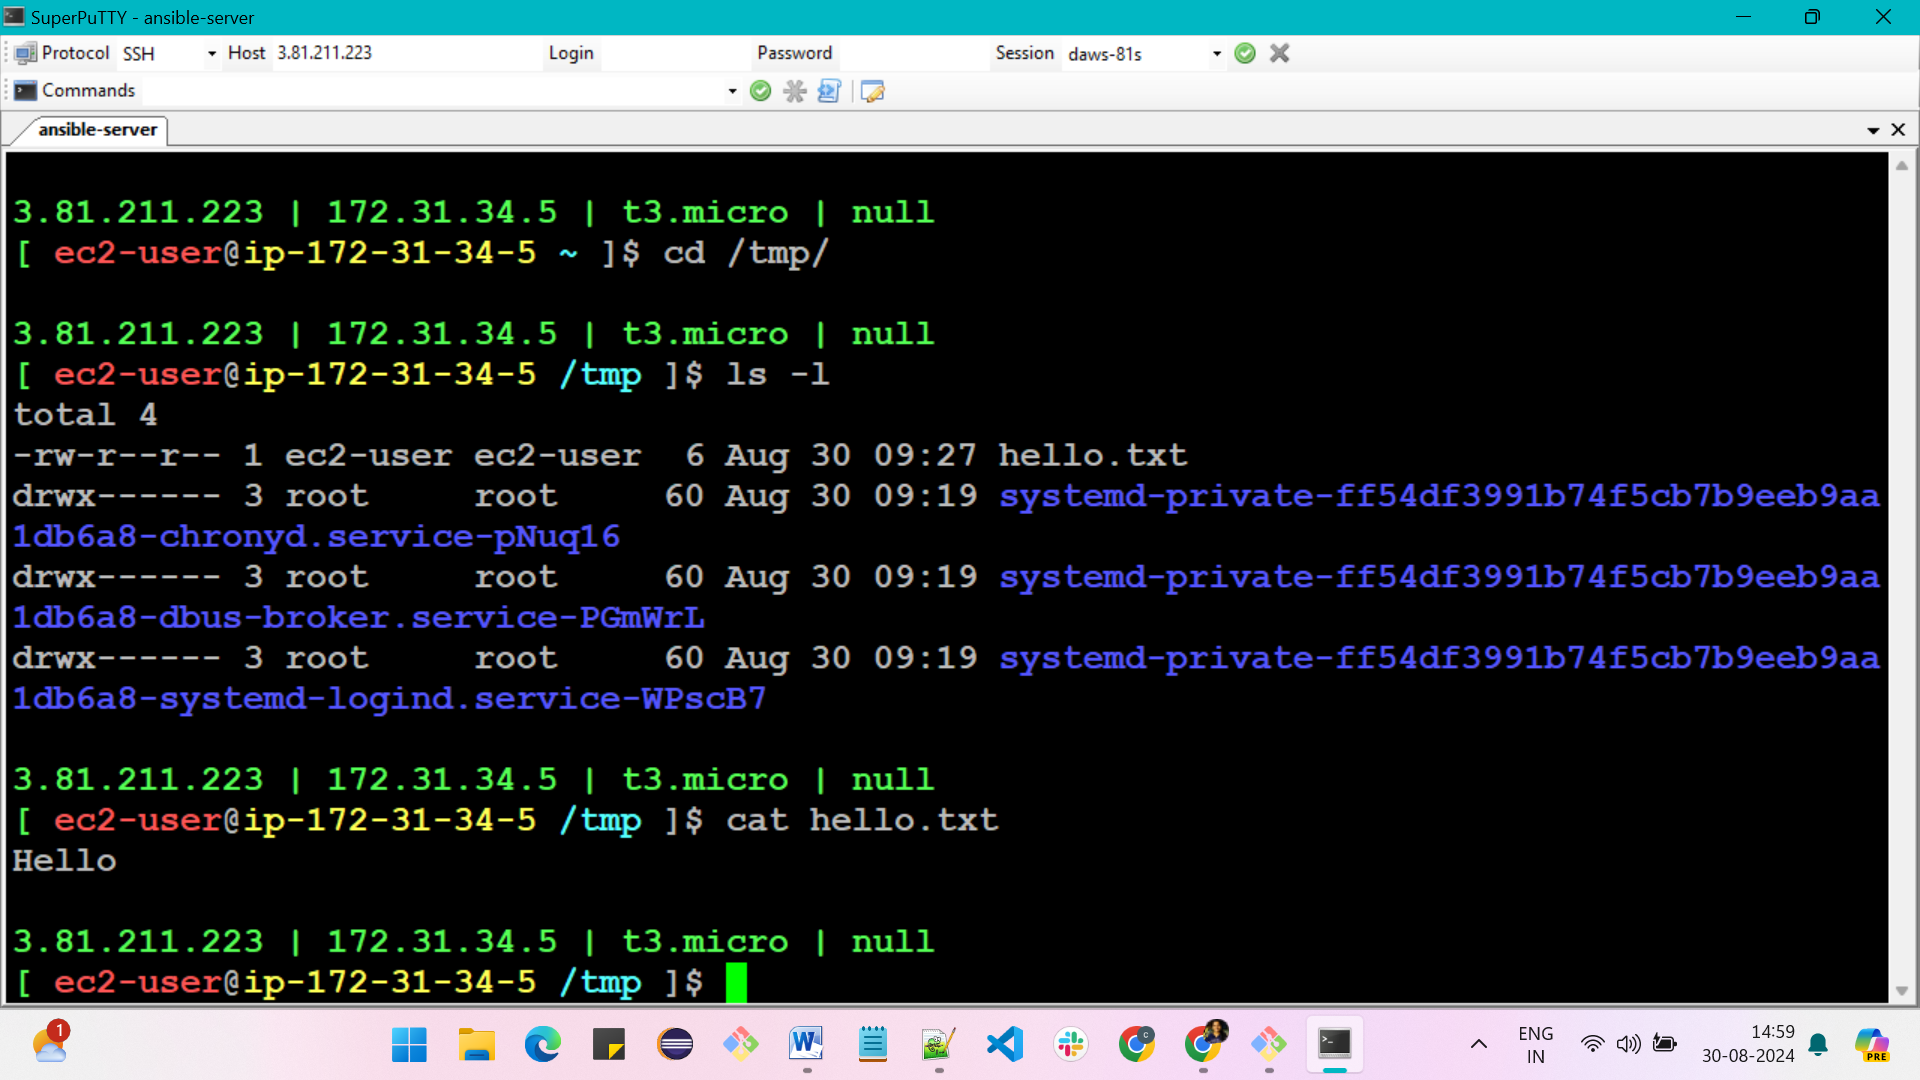 SuperPuTTY - ansible-server
Protocol SSH Host 3.81.211.223 Login Password Session daws-81s
Commands
ansible-server
3.81.211.223 | 172.31.34.5 | t3.micro | null
[ ec2-user@ip-172-31-34-5 ~ ]$ cd /tmp/
3.81.211.223 | 172.31.34.5 | t3.micro | null
[ ec2-user@ip-172-31-34-5 /tmp ]$ ls -l
total 4
-rw-r--r-- 1 ec2-user ec2-user  6 Aug 30 09:27 hello.txt
drwx------ 3 root     root     60 Aug 30 09:19 systemd-private-ff54df3991b74f5cb7b9eeb9aa
1db6a8-chronyd.service-pNuq16
drwx------ 3 root     root     60 Aug 30 09:19 systemd-private-ff54df3991b74f5cb7b9eeb9aa
1db6a8-dbus-broker.service-PGmWrL
drwx------ 3 root     root     60 Aug 30 09:19 systemd-private-ff54df3991b74f5cb7b9eeb9aa
1db6a8-systemd-logind.service-WPscB7
3.81.211.223 | 172.31.34.5 | t3.micro | null
[ ec2-user@ip-172-31-34-5 /tmp ]$ cat hello.txt
Hello
3.81.211.223 | 172.31.34.5 | t3.micro | null
[ ec2-user@ip-172-31-34-5 /tmp ]$
1
ENG
IN
14:59
30-08-2024
PRE